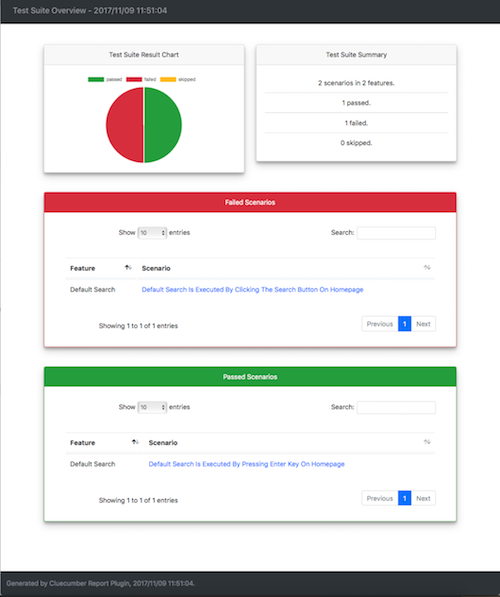 Test Suite Overview - 2017/11/09 11:51:04
Test Suite Result Chart
passed failed skipped
Test Suite Summary
2 scenarios in 2 features.
1 passed.
1 failed.
0 skipped.
Failed Scenarios
Show 10 entries Search:
Feature Scenario
Default Search Default Search Is Executed By Clicking The Search Button On Homepage
Showing 1 to 1 of 1 entries Previous 1 Next
Passed Scenarios
Show 10 entries Search:
Feature Scenario
Default Search Default Search Is Executed By Pressing Enter Key On Homepage
Showing 1 to 1 of 1 entries Previous 1 Next
Generated by Cluecumber Report Plugin, 2017/11/09 11:51:04.